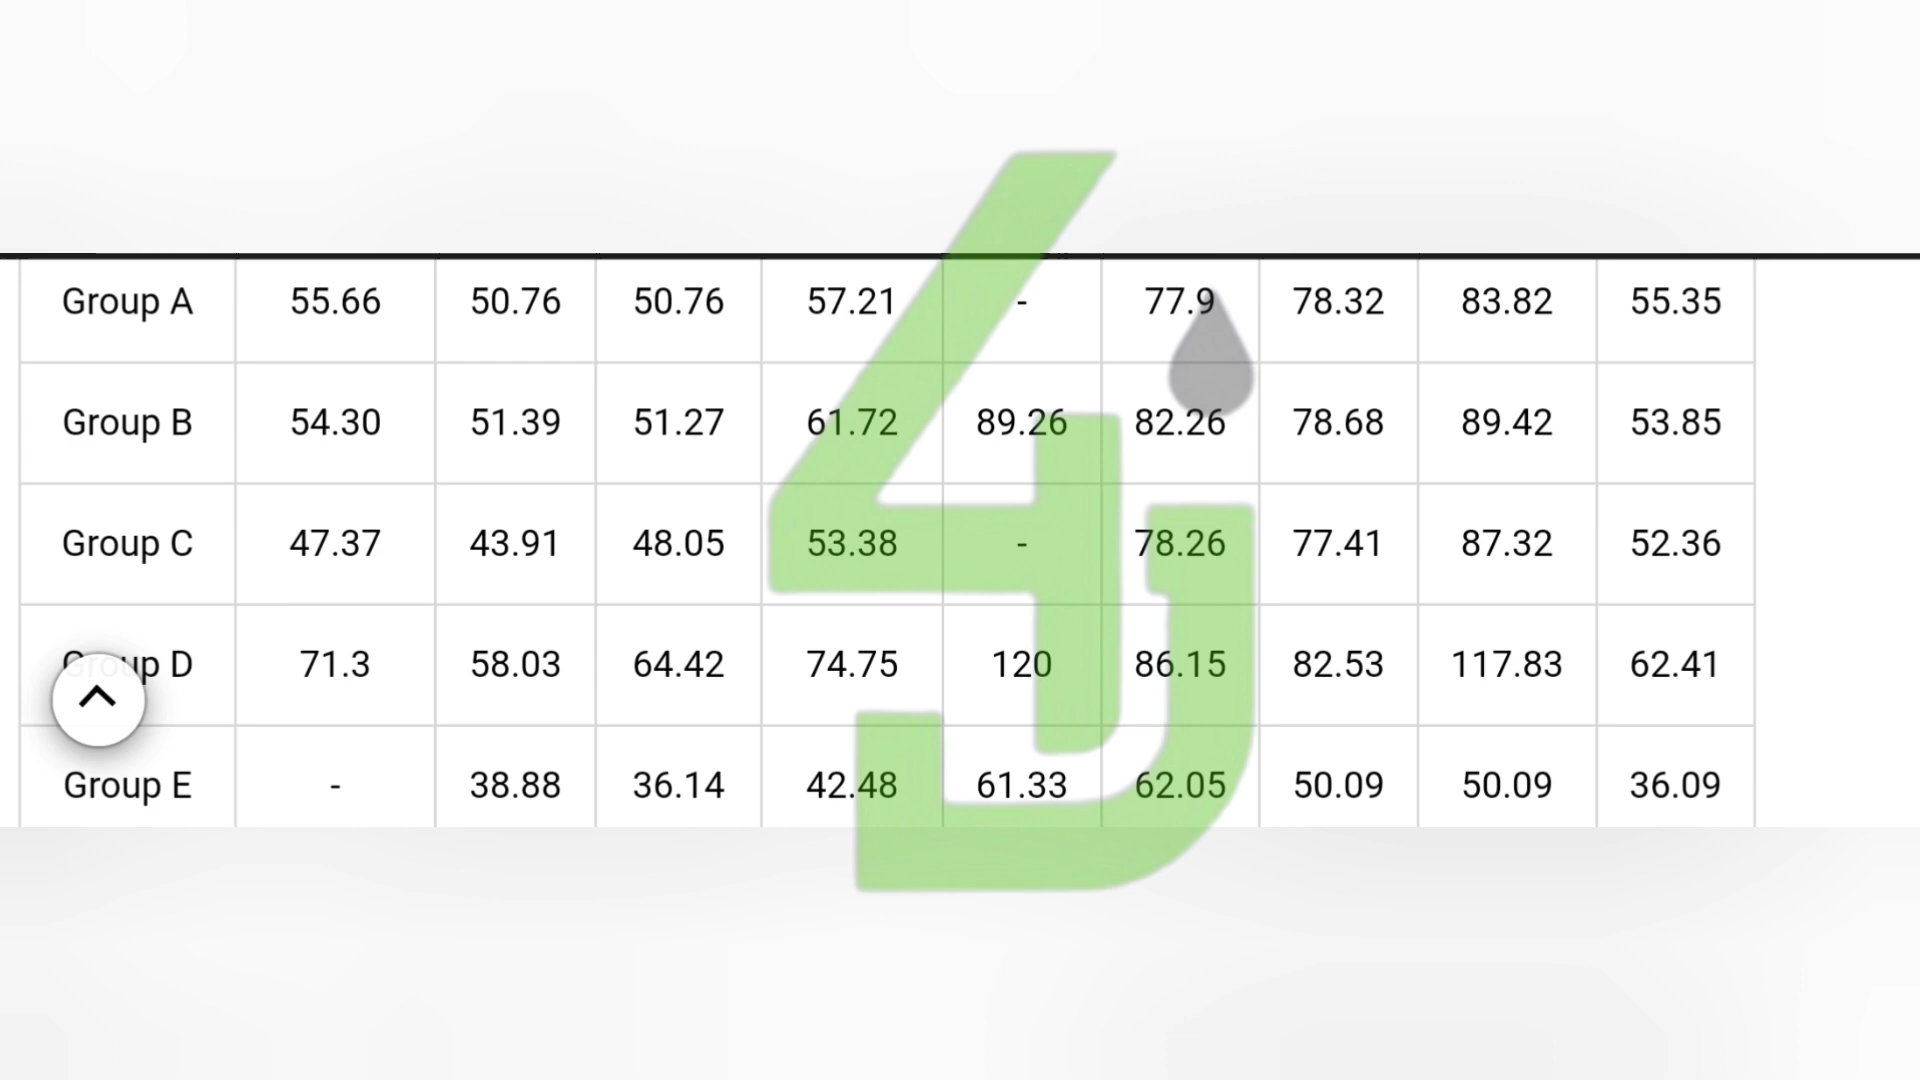 Group A 55.66 50.76 50.76 57.21 - 77.9 78.32 83.82 55.35
Group B 54.30 51.39 51.27 61.72 89.26 82.26 78.68 89.42 53.85
Group C 47.37 43.91 48.05 53.38 - 78.26 77.41 87.32 52.36
Group D 71.3 58.03 64.42 74.75 120 86.15 82.53 117.83 62.41
Group E - 38.88 36.14 42.48 61.33 62.05 50.09 50.09 36.09